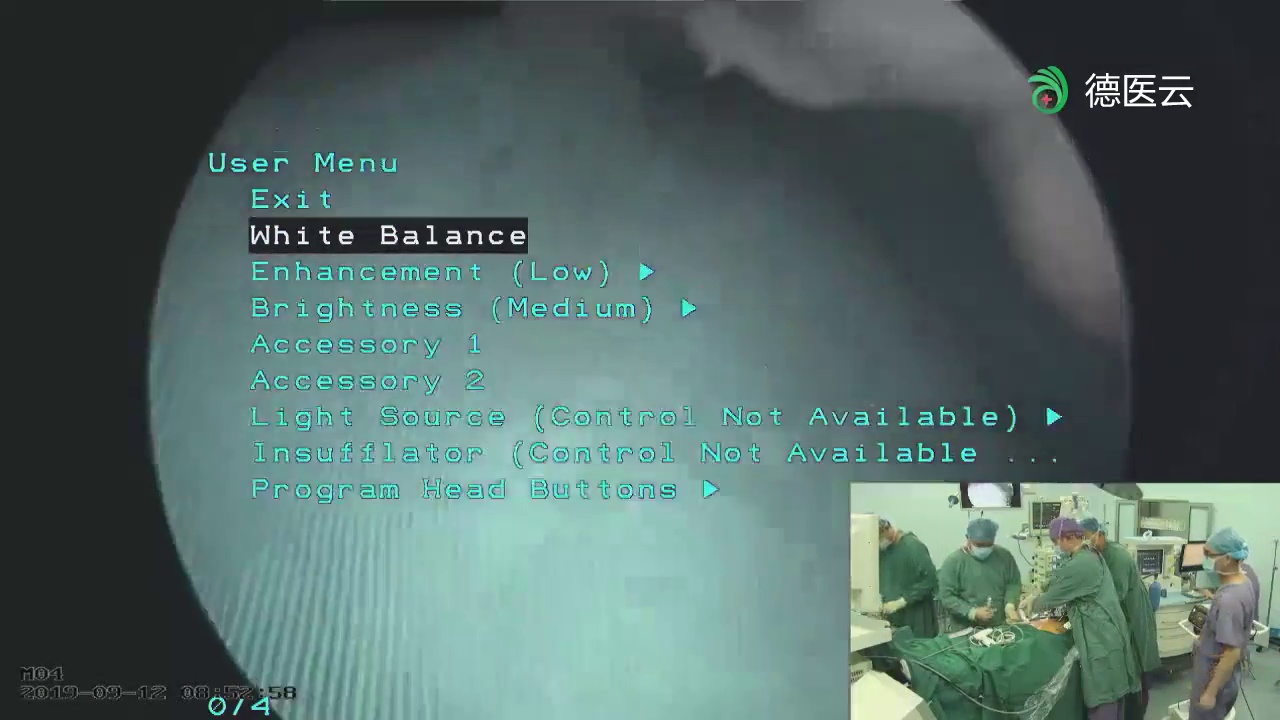 德医云
User Menu
Exit
White Balance
Enhancement (Low) ▶
Brightness (Medium) ▶
Accessory 1
Accessory 2
Light Source (Control Not Available) ▶
Insufflator (Control Not Available ...
Program Head Buttons ▶
M04
2019-09-12 08:52:58
0/4